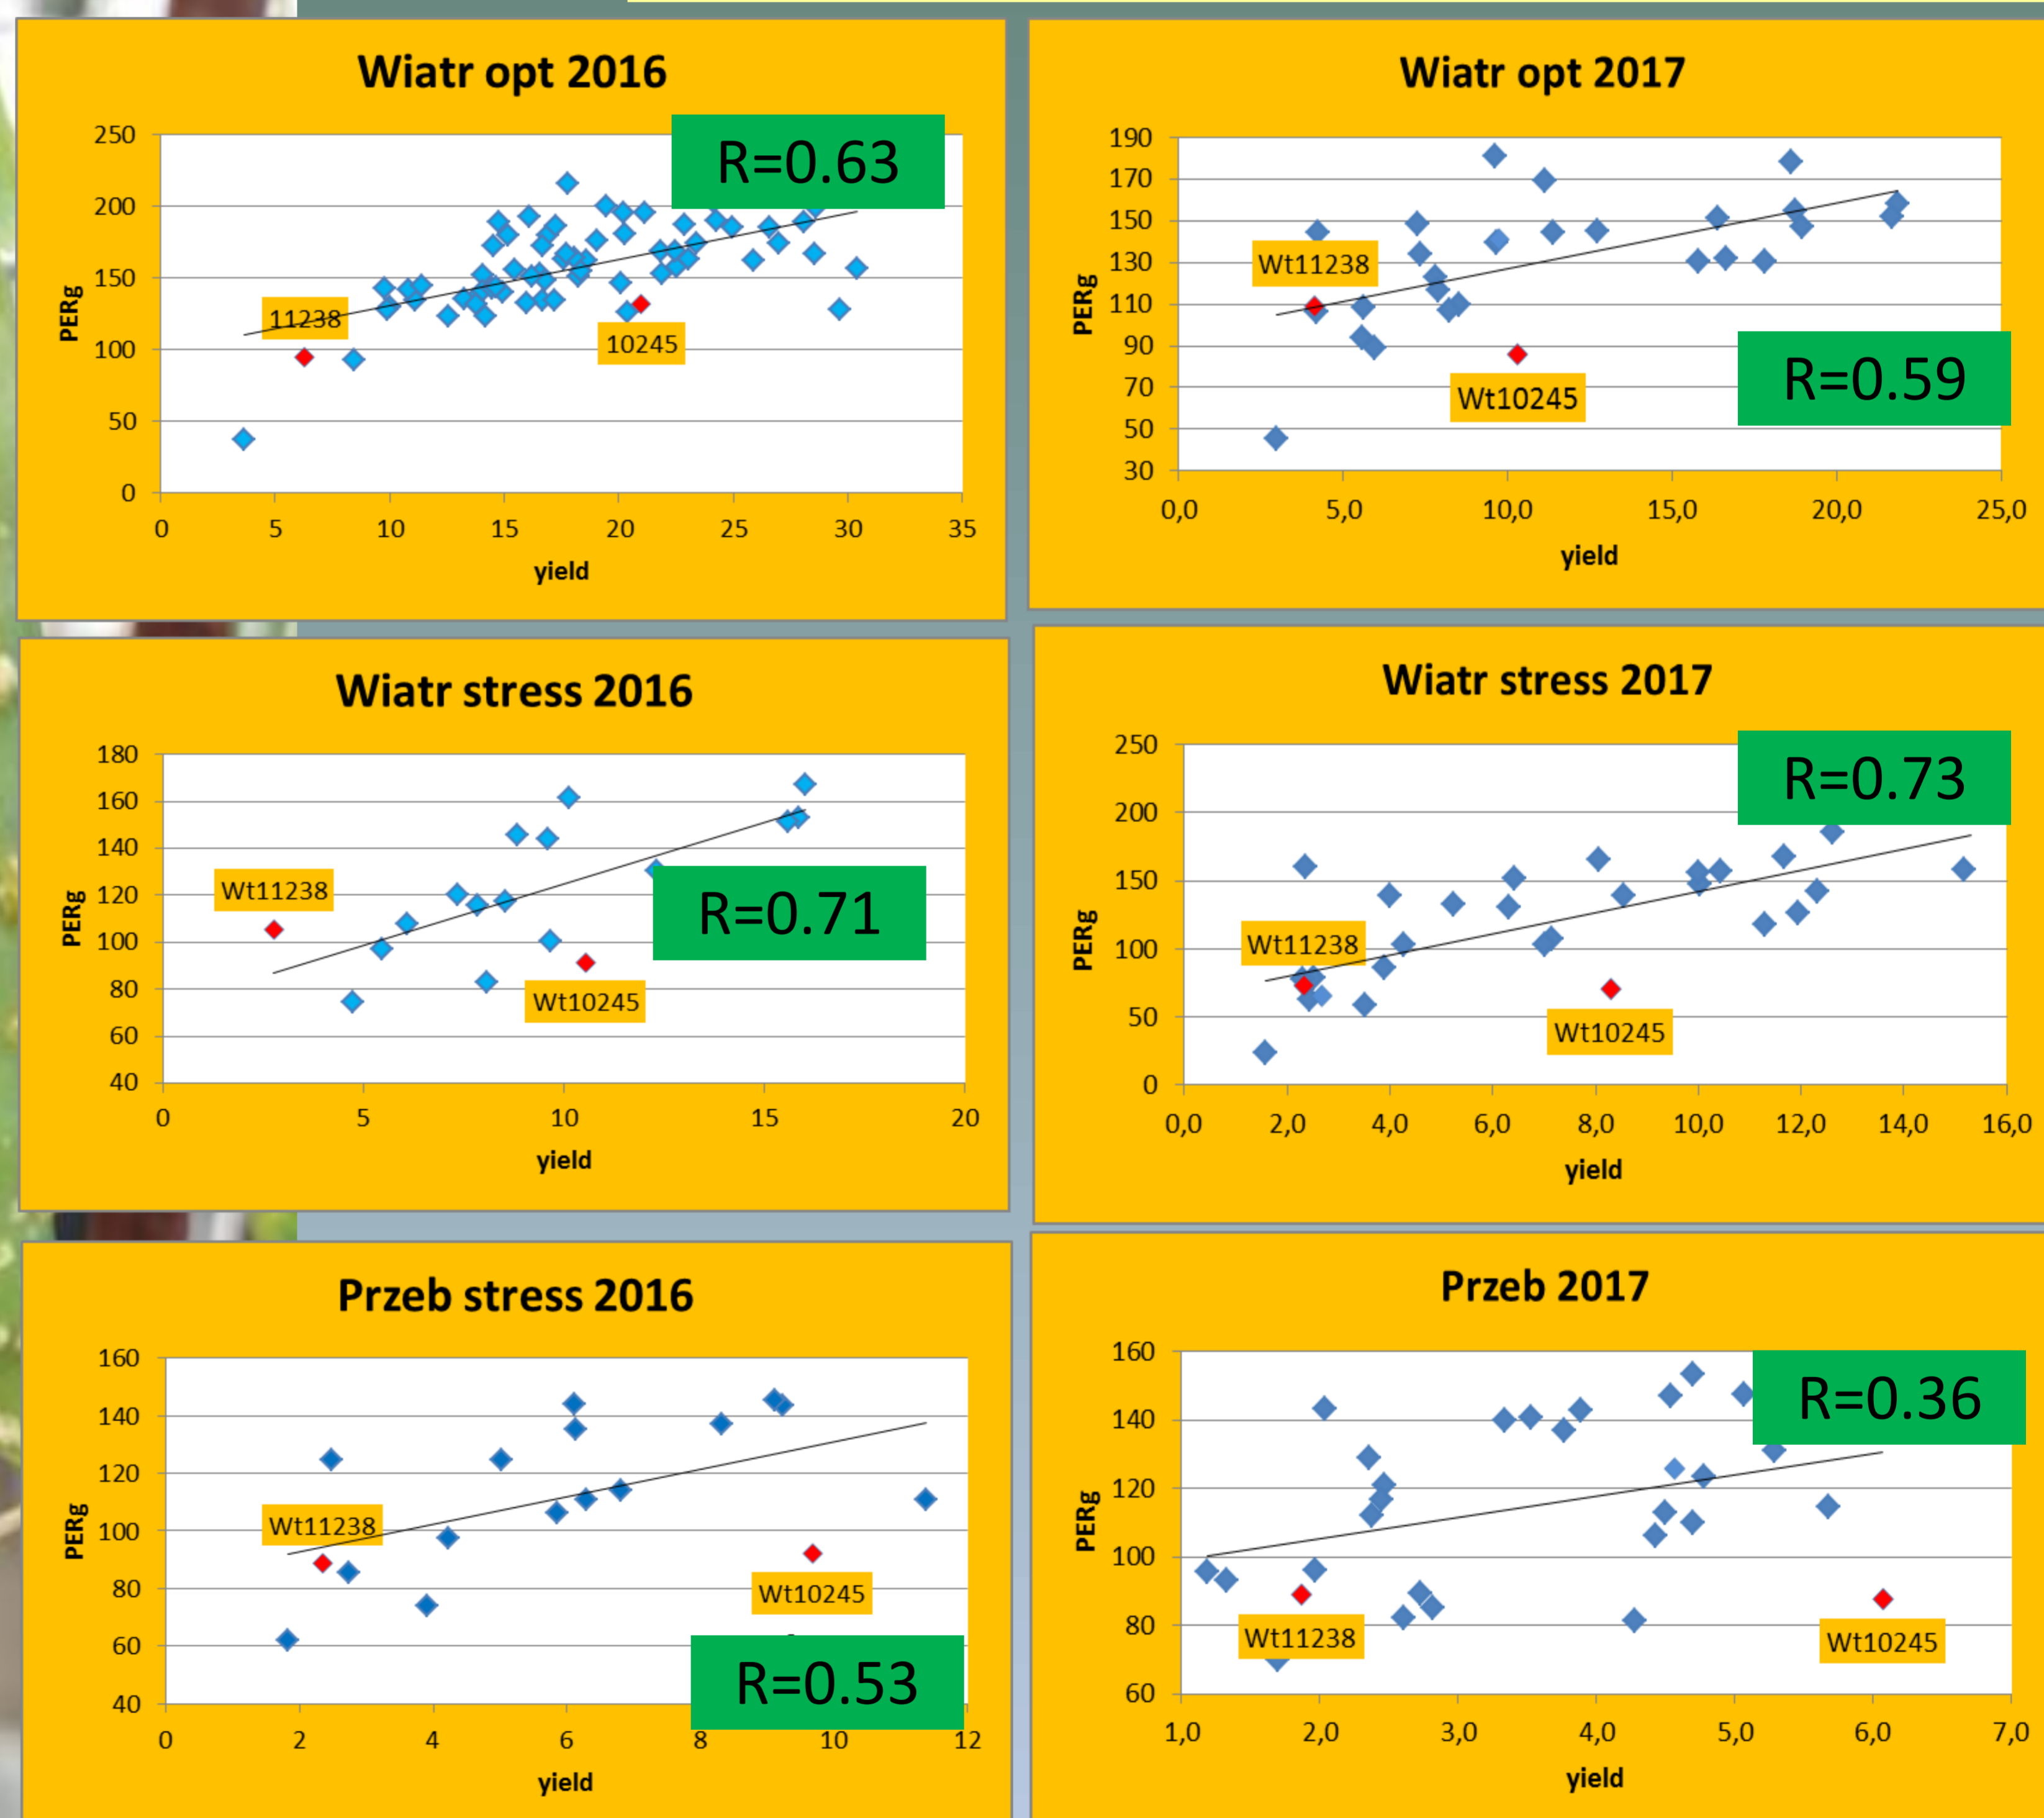 Wiatr opt 2016
250
200
150
100
50
0
PERg
R=0.63
11238
10245
0 5 10 15 20 25 30 35
yield
Wiatr opt 2017
190
170
150
130
110
90
70
50
30
PERg
Wt11238
R=0.59
Wt10245
0,0 5,0 10,0 15,0 20,0 25,0
yield
Wiatr stress 2016
180
160
140
120
100
80
60
40
PERg
Wt11238
R=0.71
Wt10245
0 5 10 15 20
yield
Wiatr stress 2017
250
200
150
100
50
0
PERg
R=0.73
Wt11238
Wt10245
0,0 2,0 4,0 6,0 8,0 10,0 12,0 14,0 16,0
yield
Przeb stress 2016
160
140
120
100
80
60
40
PERg
Wt11238
Wt10245
R=0.53
0 2 4 6 8 10 12
yield
Przeb 2017
160
140
120
100
80
60
PERg
R=0.36
Wt11238
Wt10245
1,0 2,0 3,0 4,0 5,0 6,0 7,0
yield